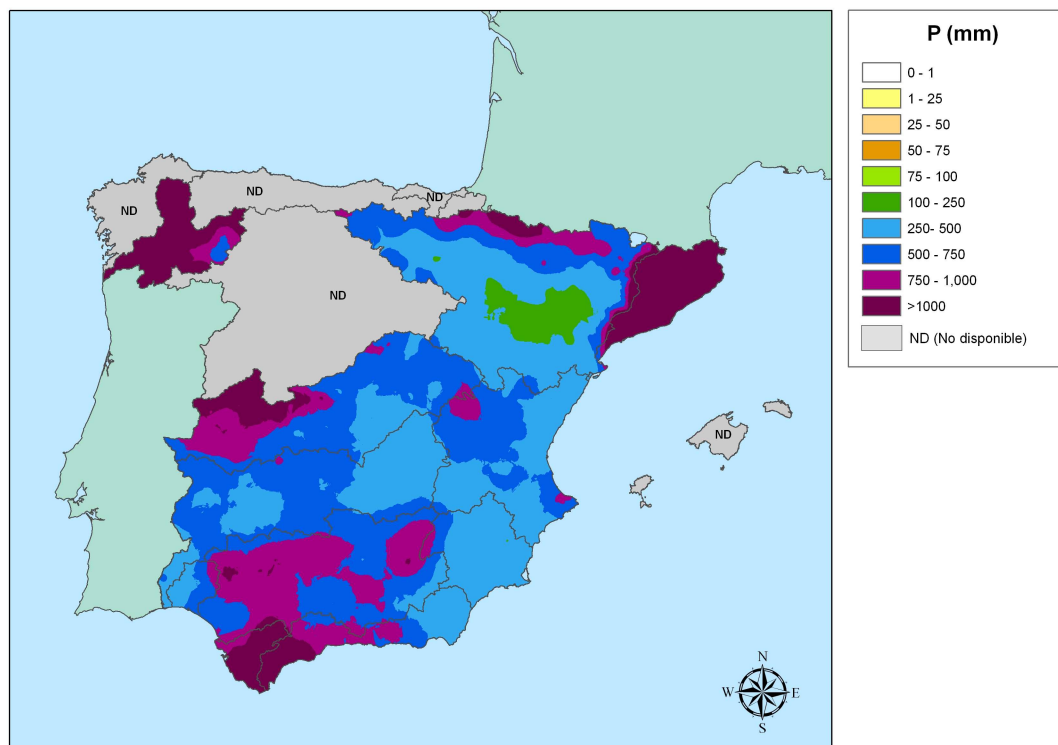 P (mm)
0 - 1
1 - 25
25 - 50
50 - 75
75 - 100
100 - 250
250- 500
500 - 750
750 - 1,000
>1000
ND (No disponible)
ND
ND
ND
ND
ND
N
W E
S